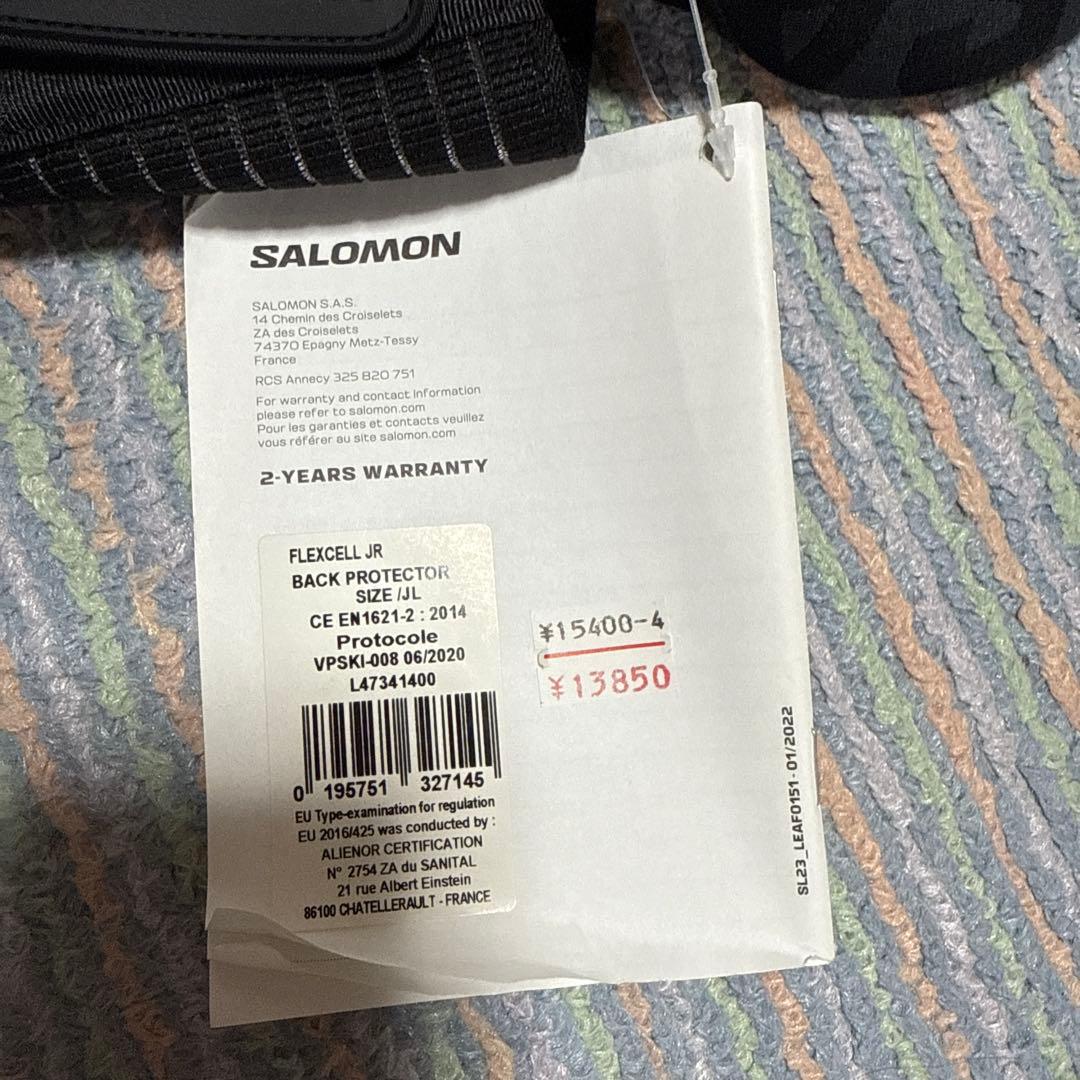 SALOMON
SALOMON S.A.S.
14 Chemin des Croiselets
ZA des Croiselets
74370 Epagny Metz-Tessy
France
RCS Annecy 325 820 751
For warranty and contact Information
please refer to salomon.com
Pour les garanties et contacts veuillez
vous référer au site salomon.com
2-YEARS WARRANTY
FLEXCELL JR
BACK PROTECTOR
SIZE /JL
CE EN1621-2 : 2014
Protocole
VPSKI-008 06/2020
L47341400
0 195751 327145
EU Type-examination for regulation
EU 2016/425 was conducted by :
ALIENOR CERTIFICATION
N° 2754 ZA du SANITAL
21 rue Albert Einstein
86100 CHATELLERAULT - FRANCE
¥15400-4
¥13850
SL23_LEAF0151 - 01/2022